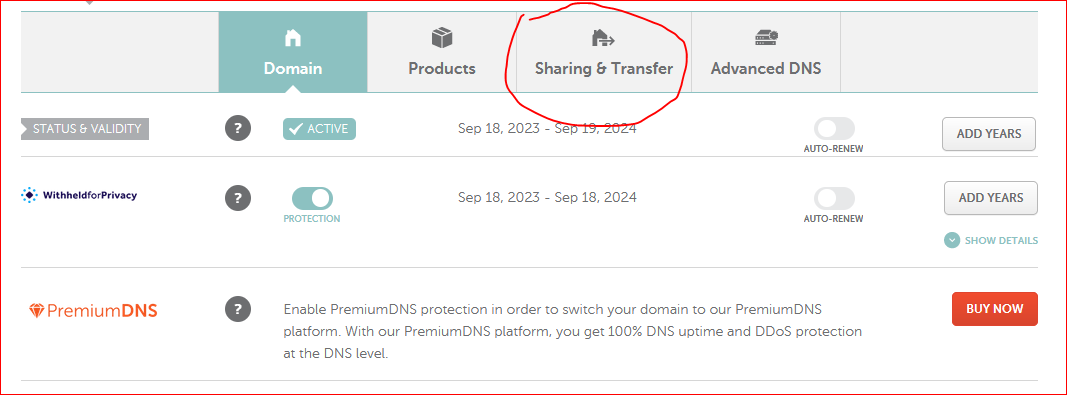 Domain
Products
Sharing & Transfer
Advanced DNS
STATUS & VALIDITY
?
ACTIVE
Sep 18, 2023 - Sep 19, 2024
AUTO-RENEW
ADD YEARS
WithheldforPrivacy
?
PROTECTION
Sep 18, 2023 - Sep 18, 2024
AUTO-RENEW
ADD YEARS
SHOW DETAILS
PremiumDNS
?
Enable PremiumDNS protection in order to switch your domain to our PremiumDNS
platform. With our PremiumDNS platform, you get 100% DNS uptime and DDoS protection
at the DNS level.
BUY NOW